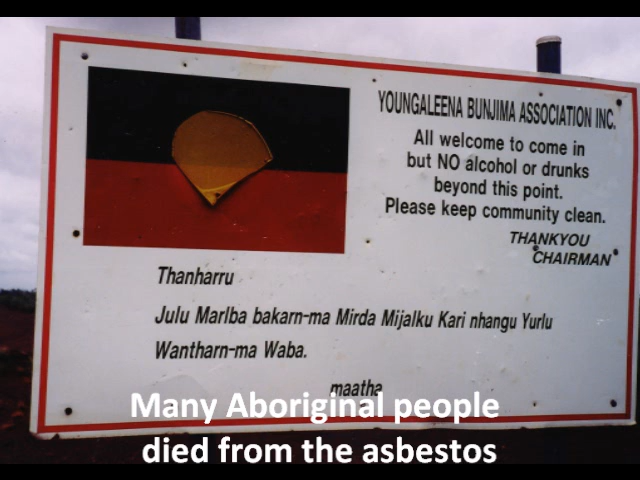 YOUNGALEENA BUNJIMA ASSOCIATION INC.
All welcome to come in
but NO alcohol or drunks
beyond this point.
Please keep community clean.
THANKYOU
CHAIRMAN
Thanharru
Julu Marlba bakarn-ma Mirda Mijalku Kari nhangu Yurlu
Wantharn-ma Waba.
maatha
Many Aboriginal people
died from the asbestos